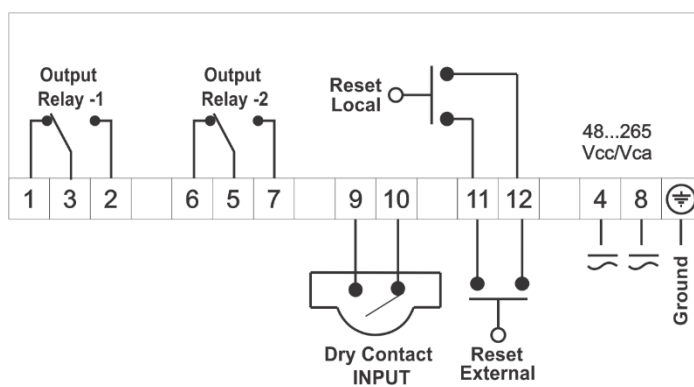 Output
Relay -1
Output
Relay -2
Reset
Local
48...265
Vcc/Vca
1 3 2 6 5 7 9 10 11 12 4 8
Dry Contact
INPUT
Reset
External
Ground